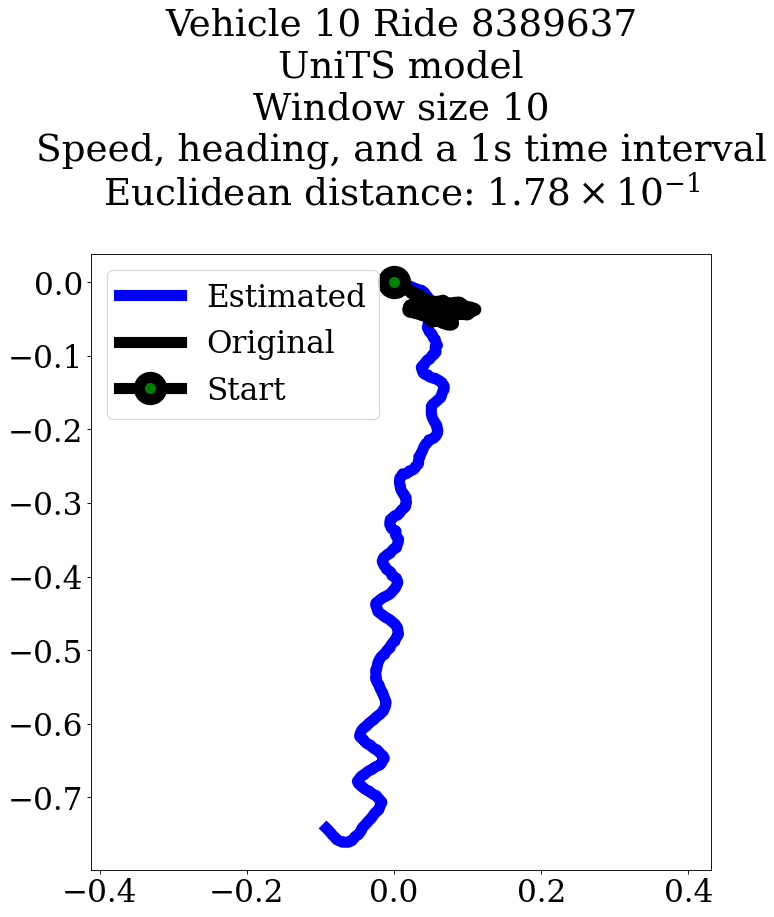 Vehicle 10 Ride 8389637
UniTS model
Window size 10
Speed, heading, and a 1s time interval
Euclidean distance: 1.78 × 10⁻¹
Estimated
Original
Start
0.0
−0.1
−0.2
−0.3
−0.4
−0.5
−0.6
−0.7
−0.4 −0.2 0.0 0.2 0.4